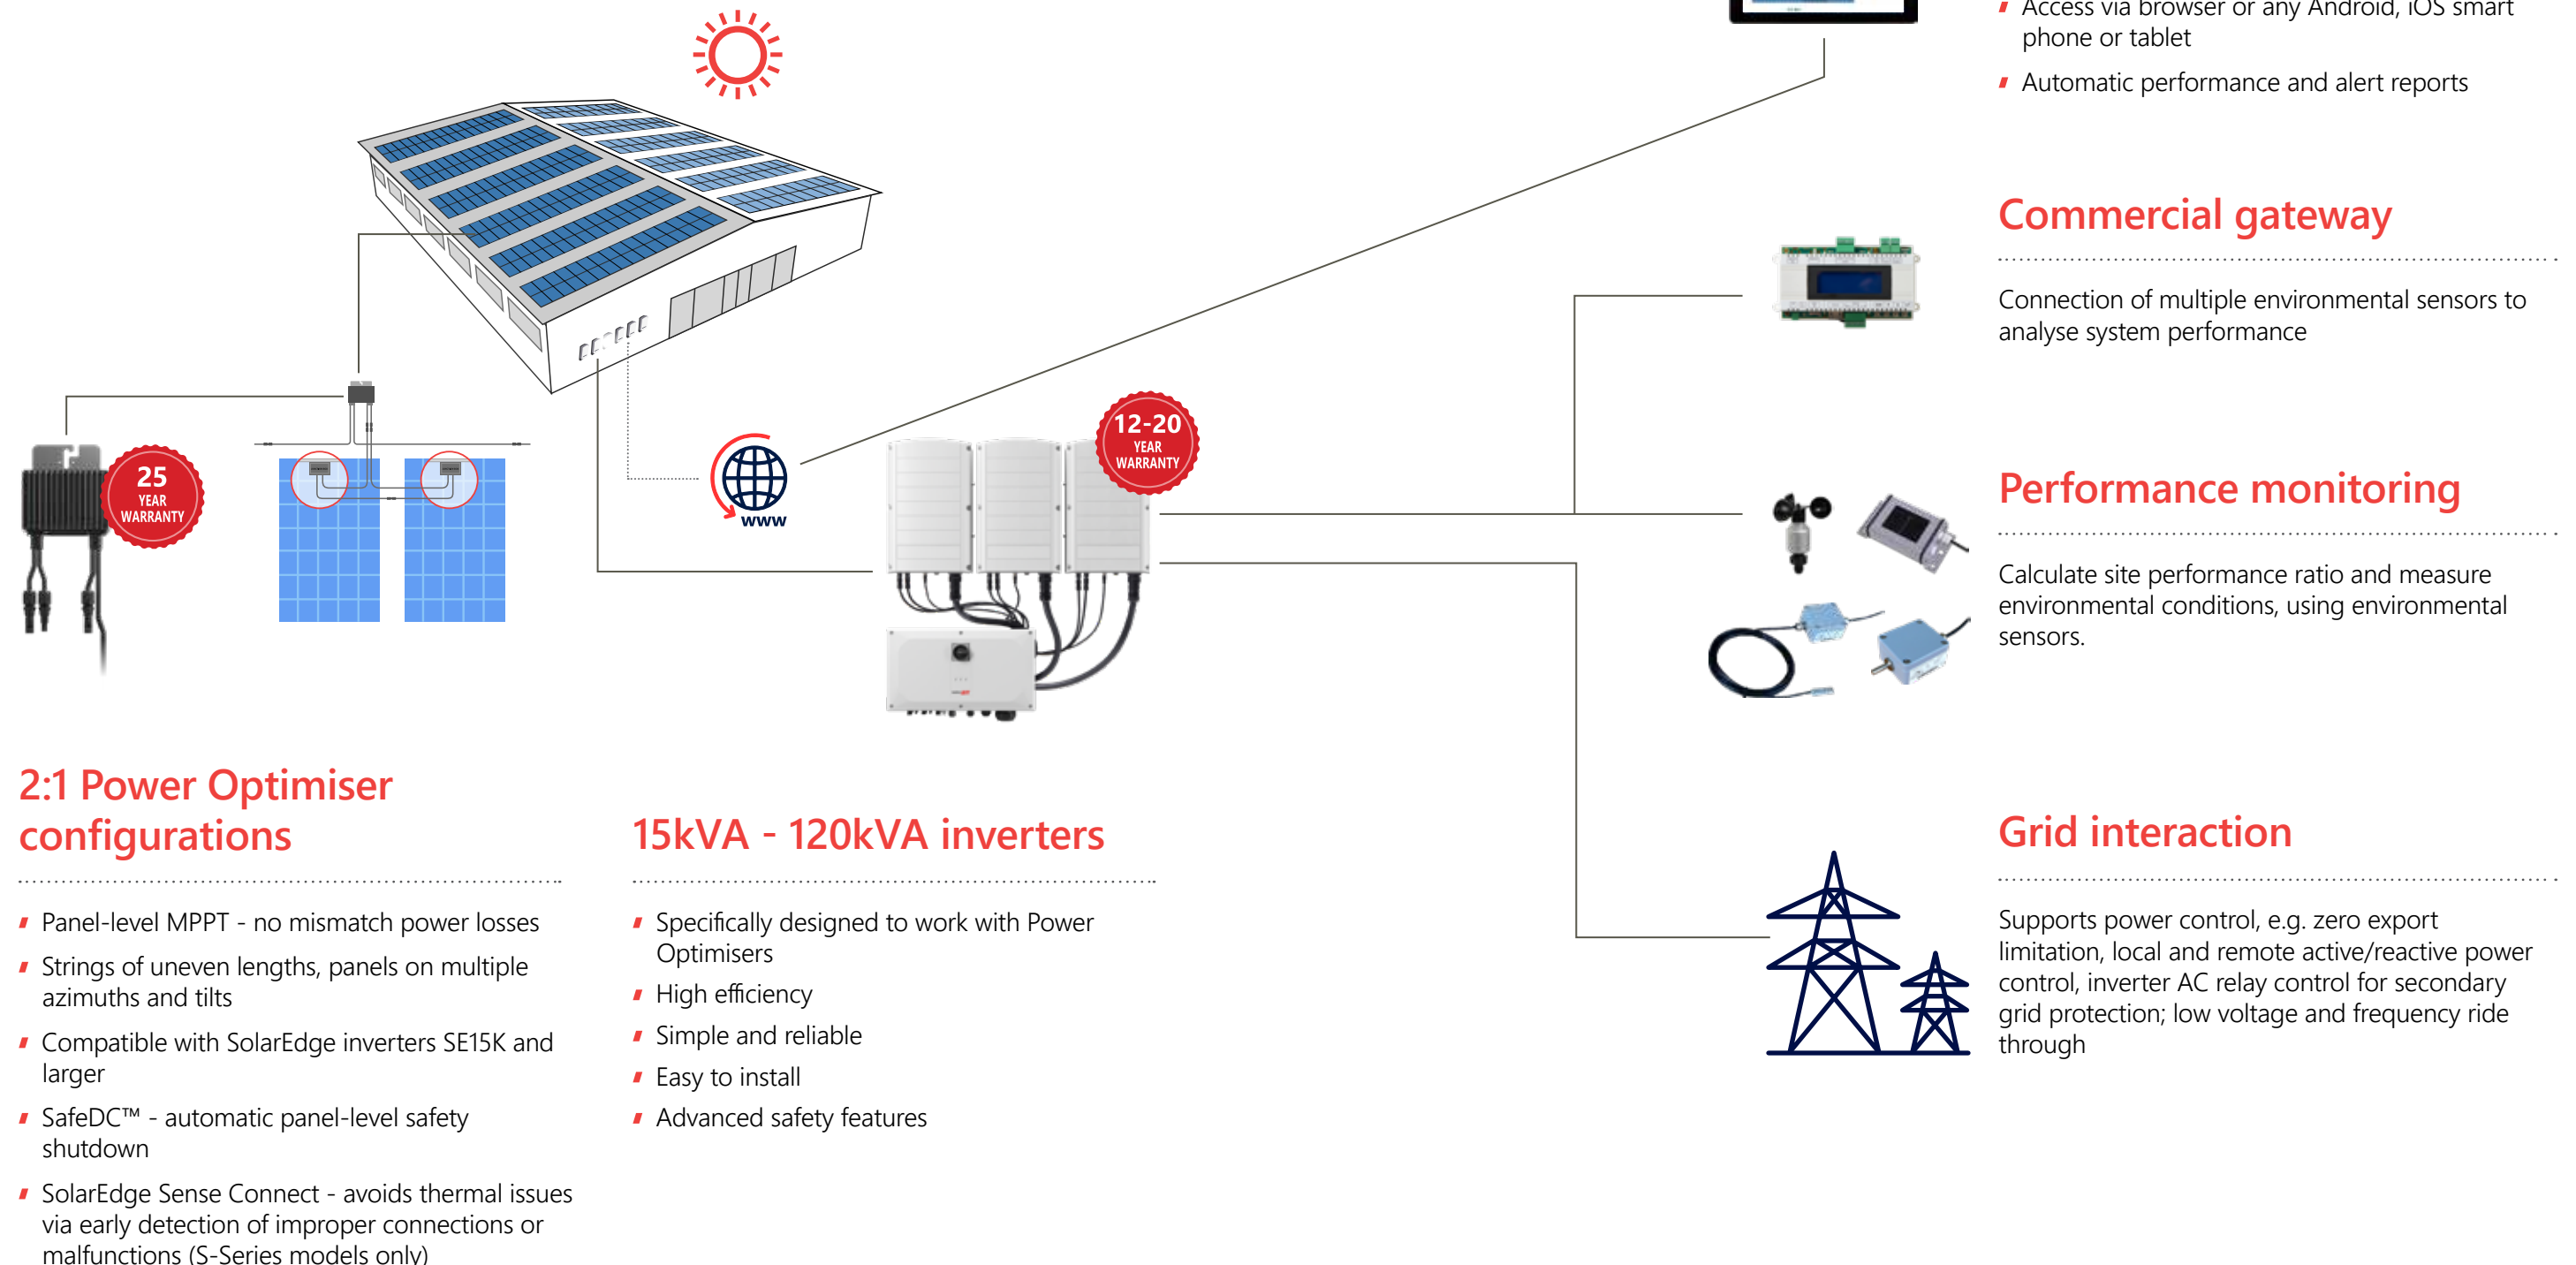 Access via browser or any Android, iOS smart
phone or tablet
Automatic performance and alert reports
Commercial gateway
Connection of multiple environmental sensors to
analyse system performance
25
YEAR
WARRANTY
WWW
12-20
YEAR
WARRANTY
Performance monitoring
Calculate site performance ratio and measure
environmental conditions, using environmental
sensors.
2:1 Power Optimiser
configurations
Panel-level MPPT - no mismatch power losses
Strings of uneven lengths, panels on multiple
azimuths and tilts
Compatible with SolarEdge inverters SE15K and
larger
SafeDC™ - automatic panel-level safety
shutdown
SolarEdge Sense Connect - avoids thermal issues
via early detection of improper connections or
malfunctions (S-Series models only)
15kVA - 120kVA inverters
Specifically designed to work with Power
Optimisers
High efficiency
Simple and reliable
Easy to install
Advanced safety features
Grid interaction
Supports power control, e.g. zero export
limitation, local and remote active/reactive power
control, inverter AC relay control for secondary
grid protection; low voltage and frequency ride
through